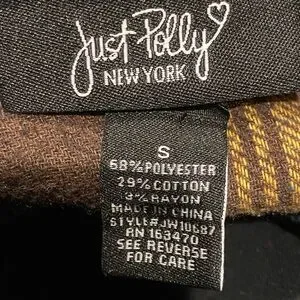 Just Polly
NEW YORK
S
68% POLYESTER
29% COTTON
3% RAYON
MADE IN CHINA
STYLE#JW10687
RN 163470
SEE REVERSE
FOR CARE